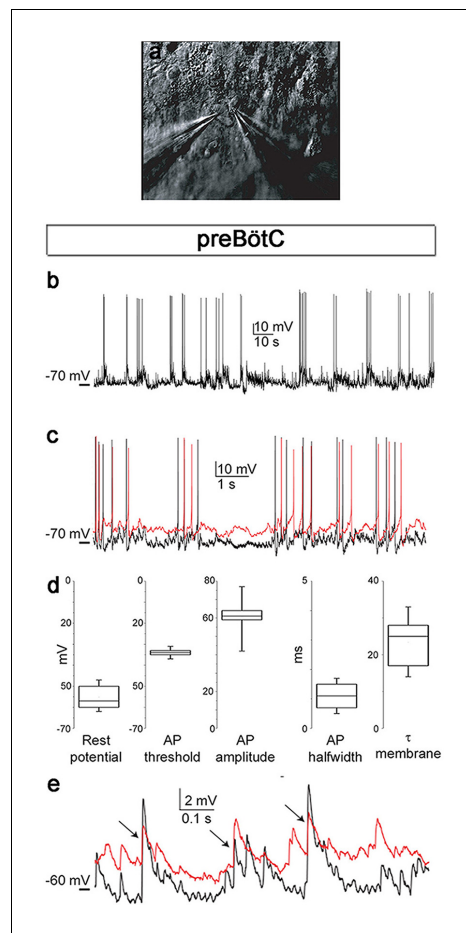 a
preBötC
b
10 mV
10 s
-70 mV
c
10 mV
1 s
-70 mV
d
0
20
50
-70
mV
0
20
50
-70
80
60
40
20
0
5
0
ms
40
20
0
Rest
potential
AP
threshold
AP
amplitude
AP
halfwidth
τ
membrane
e
2 mV
0.1 s
-60 mV